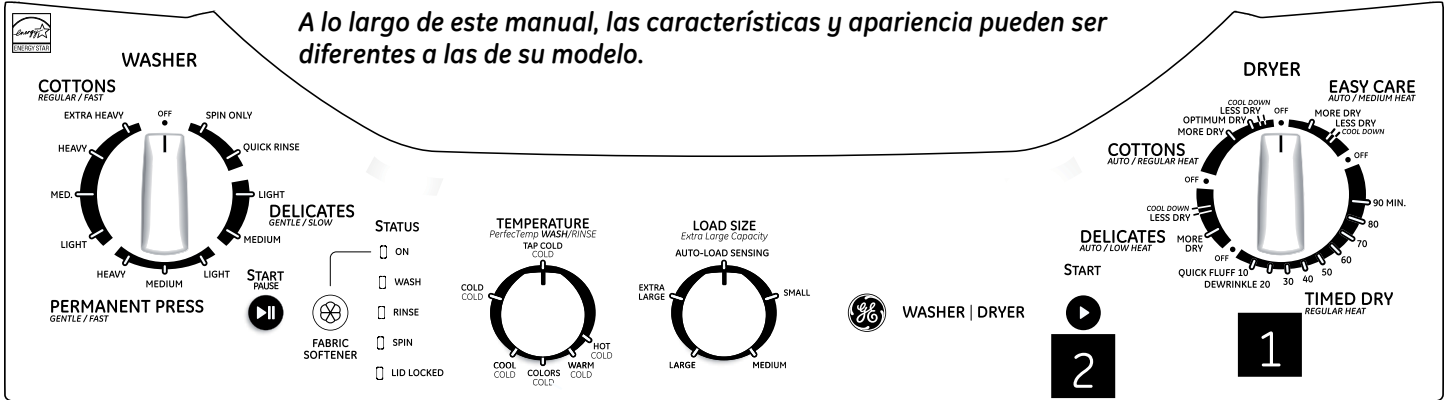 A lo largo de este manual, las características y apariencia pueden ser
diferentes a las de su modelo.
energy
ENERGY STAR
WASHER
COTTONS
REGULAR / FAST
OFF
EXTRA HEAVY
SPIN ONLY
HEAVY
QUICK RINSE
MED.
LIGHT
DELICATES
GENTLE / SLOW
LIGHT
MEDIUM
HEAVY
LIGHT
MEDIUM
PERMANENT PRESS
GENTLE / FAST
START
PAUSE
FABRIC
SOFTENER
STATUS
ON
WASH
RINSE
SPIN
LID LOCKED
TEMPERATURE
PerfecTemp WASH/RINSE
TAP COLD
COLD
COLD
COLD
HOT
COLD
COOL
COLD
COLORS
COLD
WARM
COLD
LOAD SIZE
Extra Large Capacity
AUTO-LOAD SENSING
EXTRA
LARGE
SMALL
LARGE
MEDIUM
GE
WASHER | DRYER
START
2
DRYER
EASY CARE
AUTO / MEDIUM HEAT
OFF
MORE DRY
LESS DRY
COOL DOWN
OFF
COOL DOWN
LESS DRY
OPTIMUM DRY
MORE DRY
COTTONS
AUTO / REGULAR HEAT
OFF
COOL DOWN
LESS DRY
DELICATES
AUTO / LOW HEAT
MORE
DRY
OFF
90 MIN.
80
70
60
50
40
30
QUICK FLUFF 10
DEWRINKLE 20
TIMED DRY
REGULAR HEAT
1